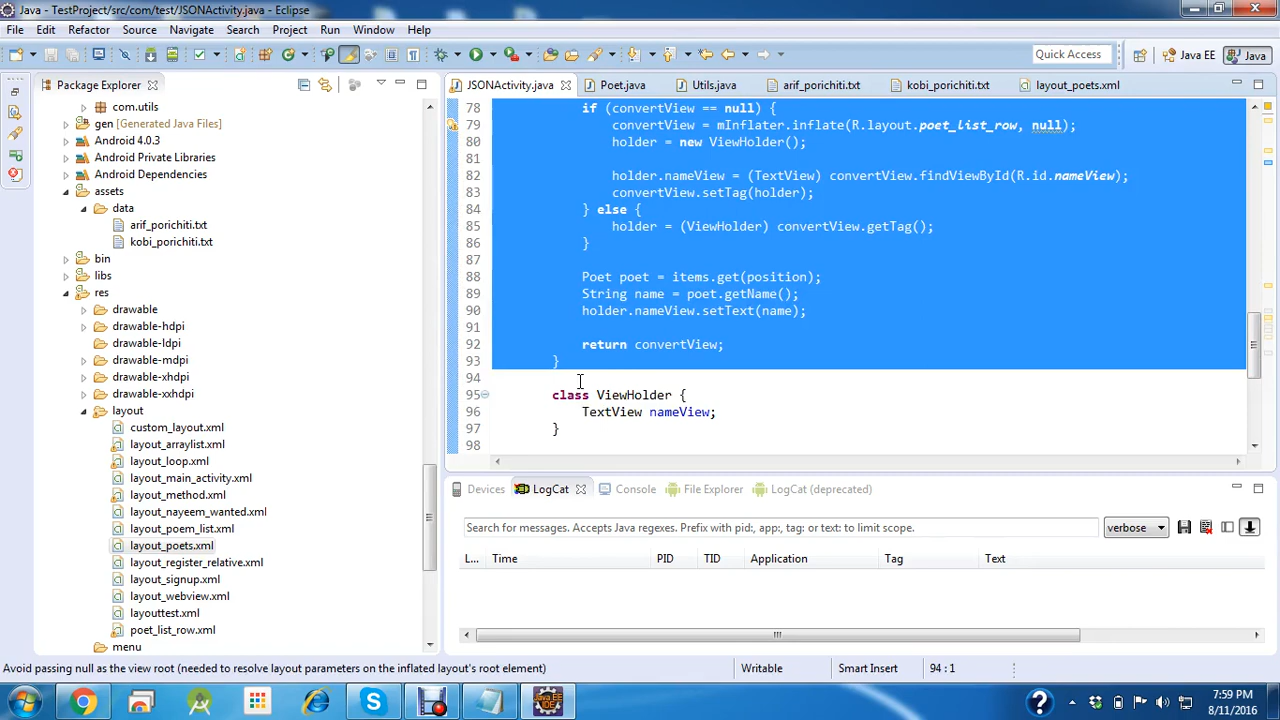 Java - TestProject/src/com/test/JSONActivity.java - Eclipse
File Edit Refactor Source Navigate Search Project Run Window Help
Quick Access Java EE Java
Package Explorer
com.utils
gen [Generated Java Files]
Android 4.0.3
Android Private Libraries
Android Dependencies
assets
data
arif_porichiti.txt
kobi_porichiti.txt
bin
libs
res
drawable
drawable-hdpi
drawable-ldpi
drawable-mdpi
drawable-xhdpi
drawable-xxhdpi
layout
custom_layout.xml
layout_arraylist.xml
layout_loop.xml
layout_main_activity.xml
layout_method.xml
layout_nayeem_wanted.xml
layout_poem_list.xml
layout_poets.xml
layout_register_relative.xml
layout_signup.xml
layout_webview.xml
layouttest.xml
poet_list_row.xml
menu
JSONActivity.java Poet.java Utils.java arif_porichiti.txt kobi_porichiti.txt layout_poets.xml
78 if (convertView == null) {
79 convertView = mInflater.inflate(R.layout.poet_list_row, null);
80 holder = new ViewHolder();
81
82 holder.nameView = (TextView) convertView.findViewById(R.id.nameView);
83 convertView.setTag(holder);
84 } else {
85 holder = (ViewHolder) convertView.getTag();
86 }
87
88 Poet poet = items.get(position);
89 String name = poet.getName();
90 holder.nameView.setText(name);
91
92 return convertView;
93 }
94
95 class ViewHolder {
96 TextView nameView;
97 }
98
Devices LogCat Console File Explorer LogCat (deprecated)
Search for messages. Accepts Java regexes. Prefix with pid:, app:, tag: or text: to limit scope. verbose
L... Time PID TID Application Tag Text
Avoid passing null as the view root (needed to resolve layout parameters on the inflated layout's root element) Writable Smart Insert 94 : 1
7:59 PM
8/11/2016